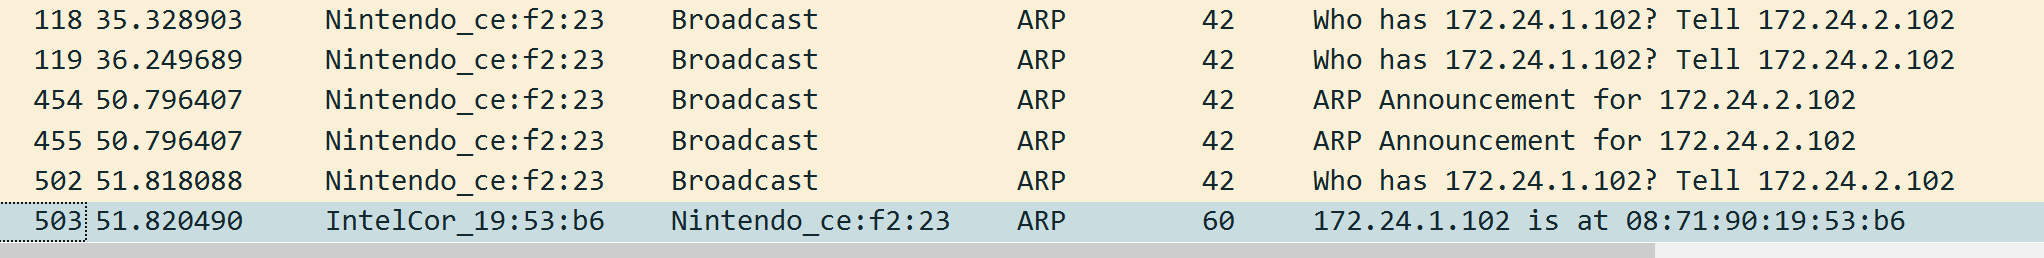 118 35.328903 Nintendo_ce:f2:23 Broadcast ARP 42 Who has 172.24.1.102? Tell 172.24.2.102
119 36.249689 Nintendo_ce:f2:23 Broadcast ARP 42 Who has 172.24.1.102? Tell 172.24.2.102
454 50.796407 Nintendo_ce:f2:23 Broadcast ARP 42 ARP Announcement for 172.24.2.102
455 50.796407 Nintendo_ce:f2:23 Broadcast ARP 42 ARP Announcement for 172.24.2.102
502 51.818088 Nintendo_ce:f2:23 Broadcast ARP 42 Who has 172.24.1.102? Tell 172.24.2.102
503 51.820490 IntelCor_19:53:b6 Nintendo_ce:f2:23 ARP 60 172.24.1.102 is at 08:71:90:19:53:b6